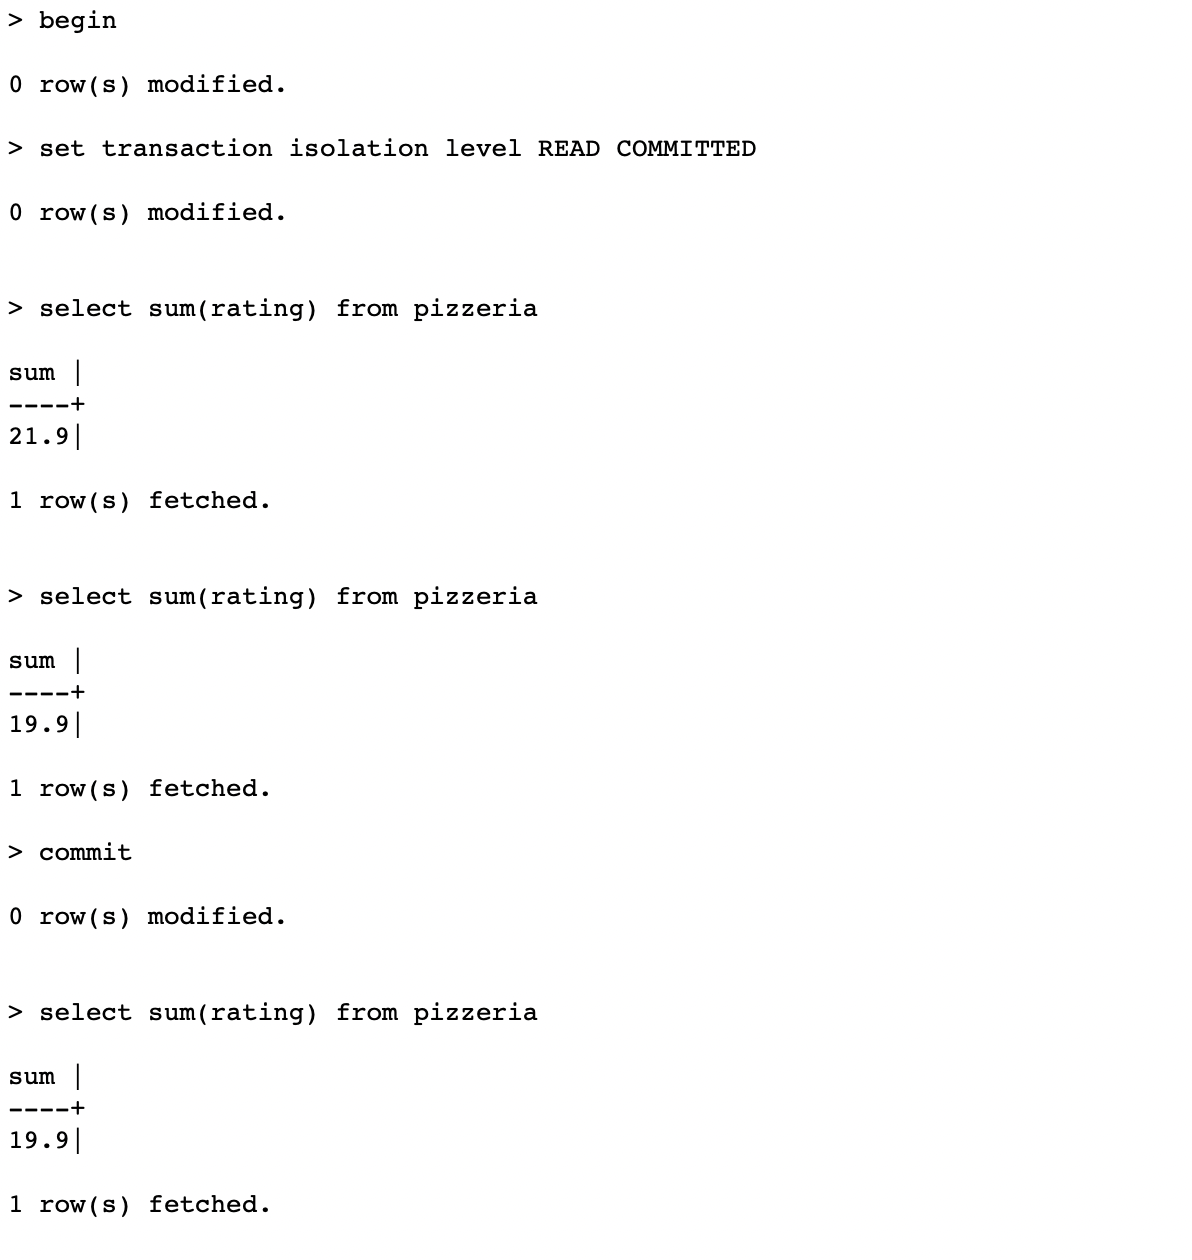 > begin
0 row(s) modified.
> set transaction isolation level READ COMMITTED
0 row(s) modified.
> select sum(rating) from pizzeria
sum |
----+
21.9|
1 row(s) fetched.
> select sum(rating) from pizzeria
sum |
----+
19.9|
1 row(s) fetched.
> commit
0 row(s) modified.
> select sum(rating) from pizzeria
sum |
----+
19.9|
1 row(s) fetched.